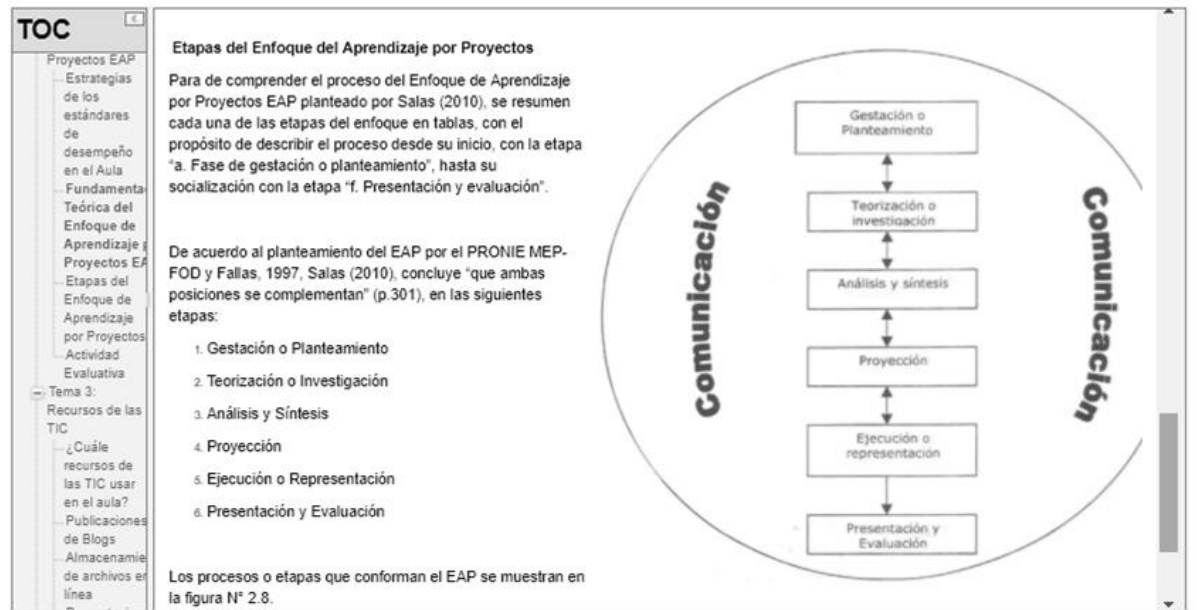 TOC
Proyectos EAP
Estrategias
de los
estándares
de
desempeño
en el Aula
Teórica del
Enfoque de
Aprendizaje
Proyectos
Etapas del
Enfoque de
Aprendizaje
por Proyectos
Actividad
Evaluativa
Tema 3:
Recursos de las
TIC
¿Cuále
recursos de
las TIC usar
en el aula?
Publicaciones
de Blogs
de archivos
línea
Etapas del Enfoque del Aprendizaje por Proyectos
Para de comprender el proceso del Enfoque de Aprendizaje
por Proyectos EAP planteado por Salas (2010), se resumen
cada una de las etapas del enfoque en tablas, con el
propósito de describir el proceso desde su inicio, con la etapa
“a. Fase de gestación o planteamiento”, hasta su
socialización con la etapa “f. Presentación y evaluación”.
De acuerdo al planteamiento del EAP por el PRONIE MEP-
FOD y Fallas, 1997, Salas (2010), concluye “que ambas
posiciones se complementan” (p.301), en las siguientes
etapas:
1. Gestación o Planteamiento
2. Teorización o Investigación
3. Análisis y Síntesis
4. Proyección
5. Ejecución o Representación
6. Presentación y Evaluación
Los procesos o etapas que conforman el EAP se muestran en
la figura N° 2.8.
Comunicación
Gestación o
Planteamiento
Teorización o
investigación
Análisis y síntesis
Proyección
Ejecución o
representación
Presentación y
Evaluación
Comunicación